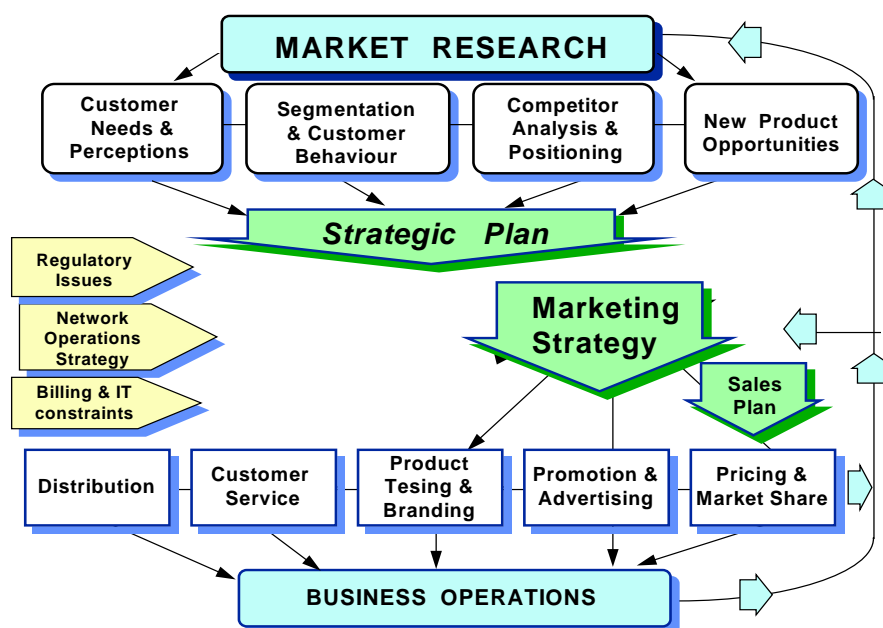 MARKET RESEARCH
Customer
Needs &
Perceptions
Segmentation
& Customer
Behaviour
Competitor
Analysis &
Positioning
New Product
Opportunities
Strategic Plan
Regulatory
Issues
Network
Operations
Strategy
Billing & IT
constraints
Marketing
Strategy
Sales
Plan
Distribution
Customer
Service
Product
Tesing &
Branding
Promotion &
Advertising
Pricing &
Market Share
BUSINESS OPERATIONS